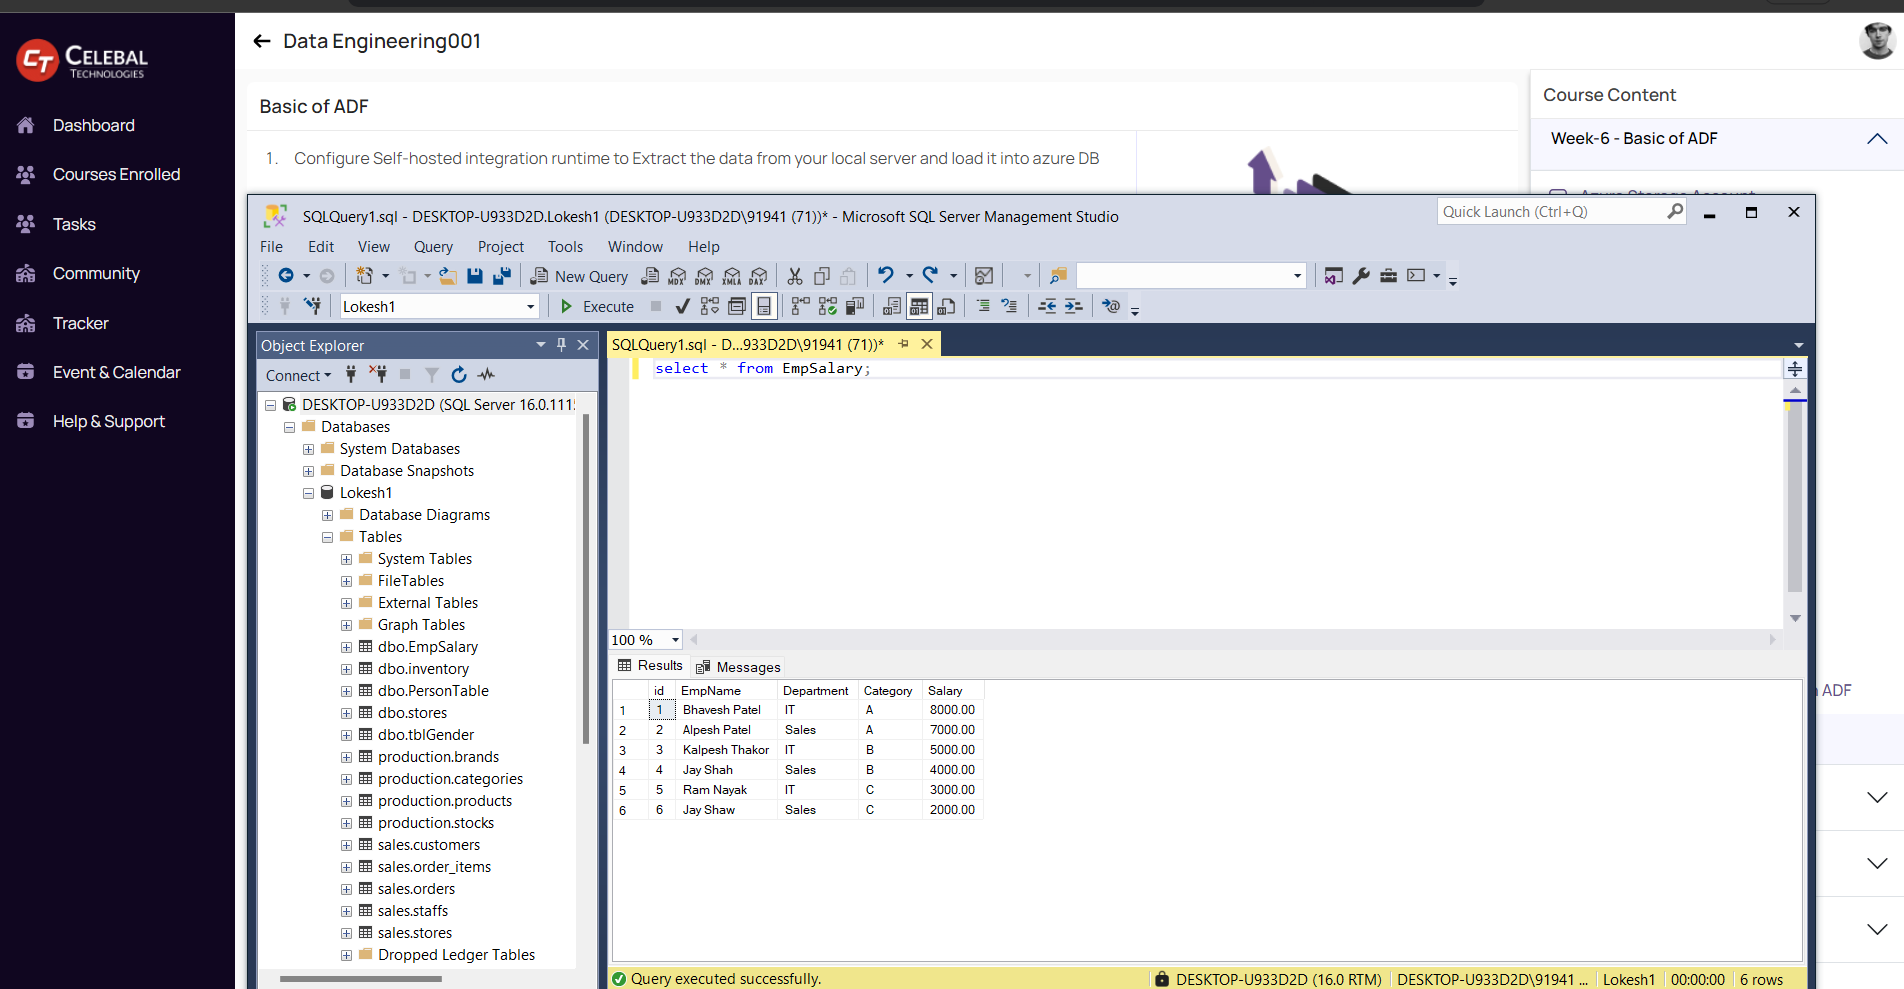 CT CELEBAL
TECHNOLOGIES
Dashboard
Courses Enrolled
Tasks
Community
Tracker
Event & Calendar
Help & Support
Data Engineering001
Basic of ADF
1. Configure Self-hosted integration runtime to Extract the data from your local server and load it into azure DB
Course Content
Week-6 - Basic of ADF
Azure Storage Account
ADF
SQLQuery1.sql - DESKTOP-U933D2D.Lokesh1 (DESKTOP-U933D2D\91941 (71))* - Microsoft SQL Server Management Studio
Quick Launch (Ctrl+Q)
File Edit View Query Project Tools Window Help
New Query MDX DMX XMLA DAX
Lokesh1 Execute
Object Explorer
Connect
DESKTOP-U933D2D (SQL Server 16.0.111
Databases
System Databases
Database Snapshots
Lokesh1
Database Diagrams
Tables
System Tables
FileTables
External Tables
Graph Tables
dbo.EmpSalary
dbo.inventory
dbo.PersonTable
dbo.stores
dbo.tblGender
production.brands
production.categories
production.products
production.stocks
sales.customers
sales.order_items
sales.orders
sales.staffs
sales.stores
Dropped Ledger Tables
SQLQuery1.sql - D...933D2D\91941 (71))*
select * from EmpSalary;
100 %
Results Messages
id EmpName Department Category Salary
1 1 Bhavesh Patel IT A 8000.00
2 2 Alpesh Patel Sales A 7000.00
3 3 Kalpesh Thakor IT B 5000.00
4 4 Jay Shah Sales B 4000.00
5 5 Ram Nayak IT C 3000.00
6 6 Jay Shaw Sales C 2000.00
Query executed successfully. DESKTOP-U933D2D (16.0 RTM) DESKTOP-U933D2D\91941 ... Lokesh1 00:00:00 6 rows